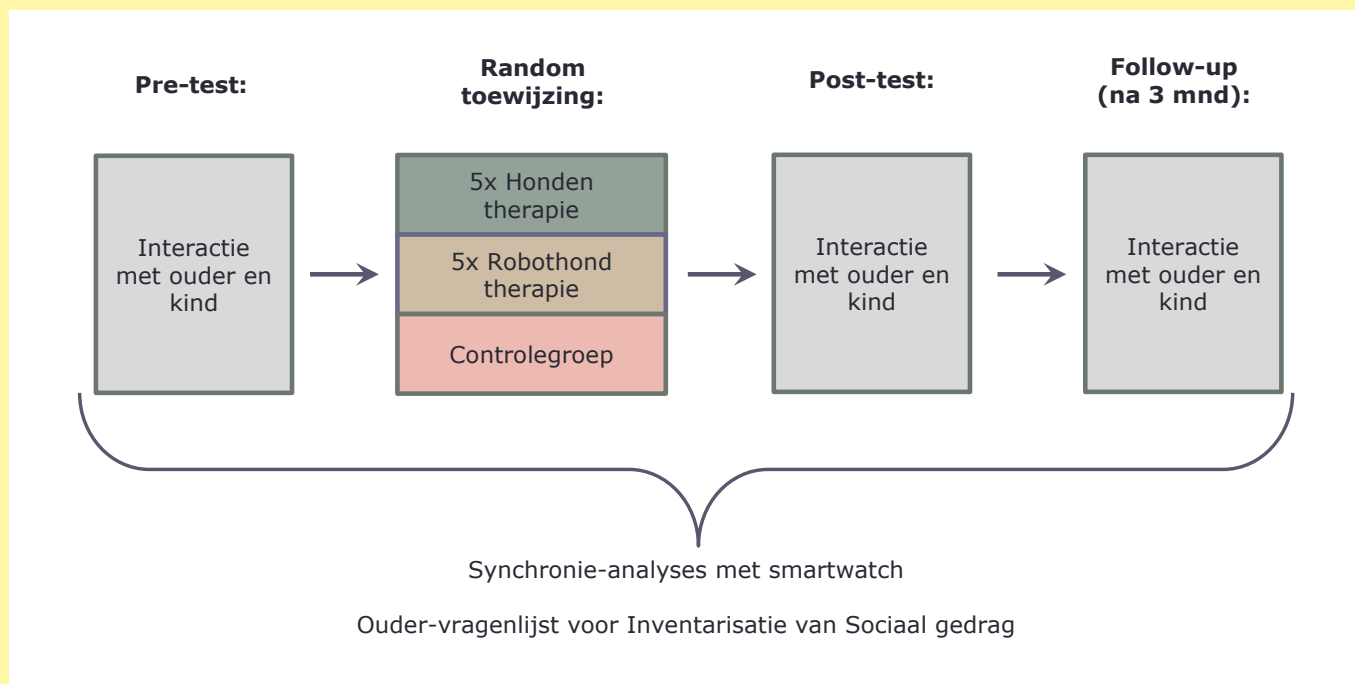 Pre-test:
Random
toewijzing:
Post-test:
Follow-up
(na 3 mnd):
Interactie
met ouder en
kind
5x Honden
therapie
5x Robothond
therapie
Controlegroep
Interactie
met ouder en
kind
Interactie
met ouder en
kind
Synchronie-analyses met smartwatch
Ouder-vragenlijst voor Inventarisatie van Sociaal gedrag